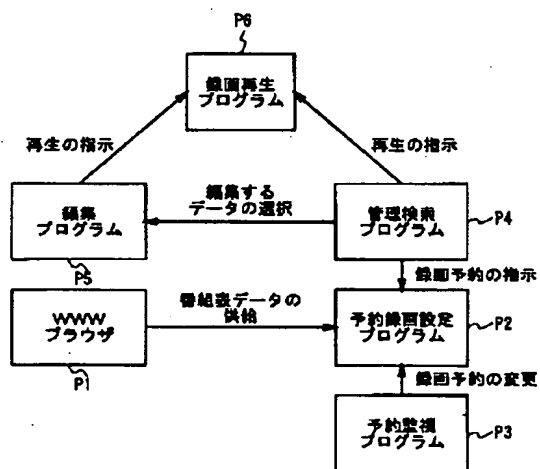 P6
録画再生
プログラム
再生の指示
再生の指示
編集
プログラム
P5
編集する
データの選択
管理検索
プログラム
P4
録画予約の指示
WWW
ブラウザ
P1
番組表データの
供給
予約録画設定
プログラム
P2
録画予約の変更
予約監視
プログラム
P3